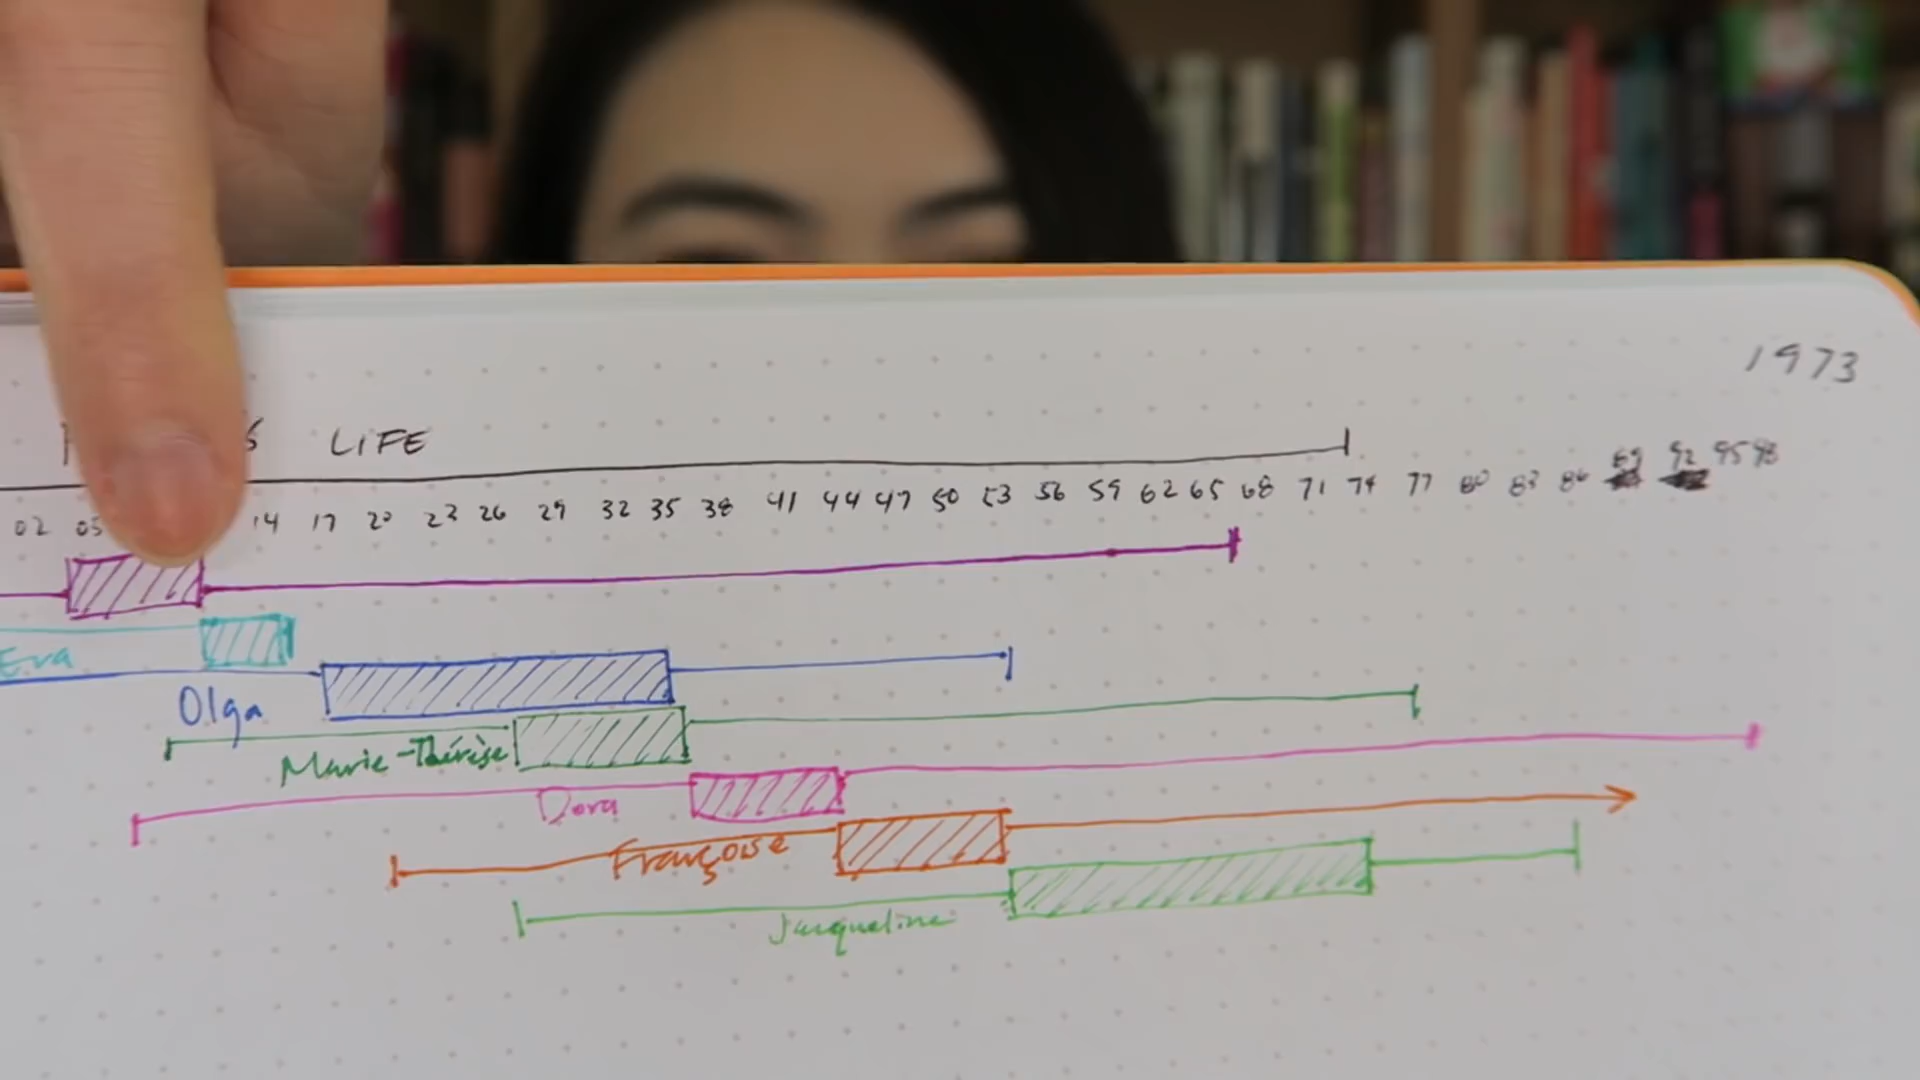 1973
LIFE
02 05 14 17 20 23 26 29 32 35 38 41 44 47 50 53 56 59 62 65 68 71 74 77 80 83 86 89 92 95 98
Eva
Olga
Marie-Thérèse
Dora
Françoise
Jacqueline